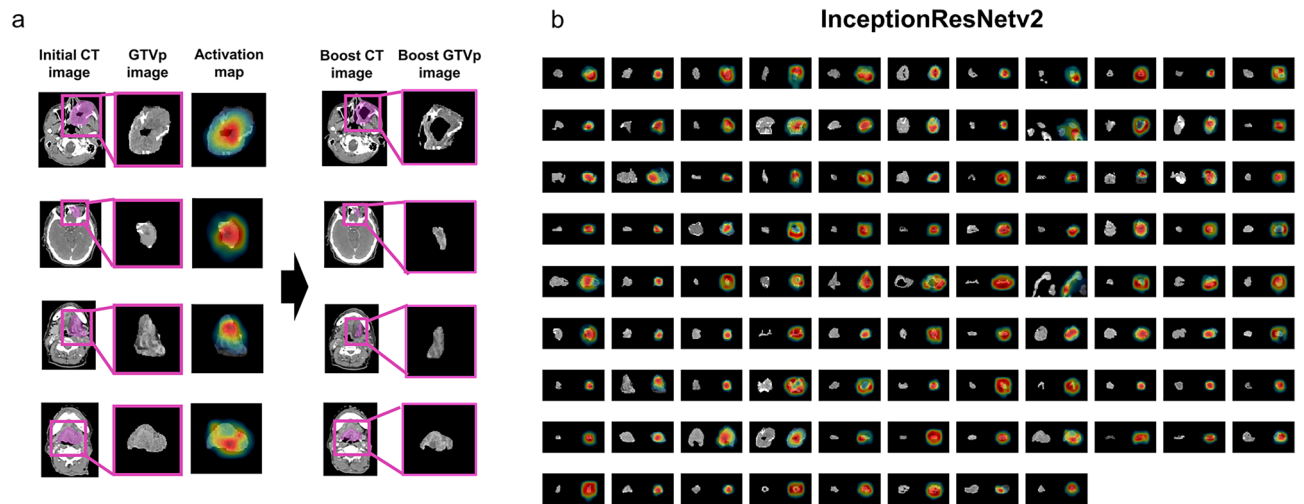 a
Initial CT
image
GTVp
image
Activation
map
Boost CT
image
Boost GTVp
image
b
InceptionResNetv2